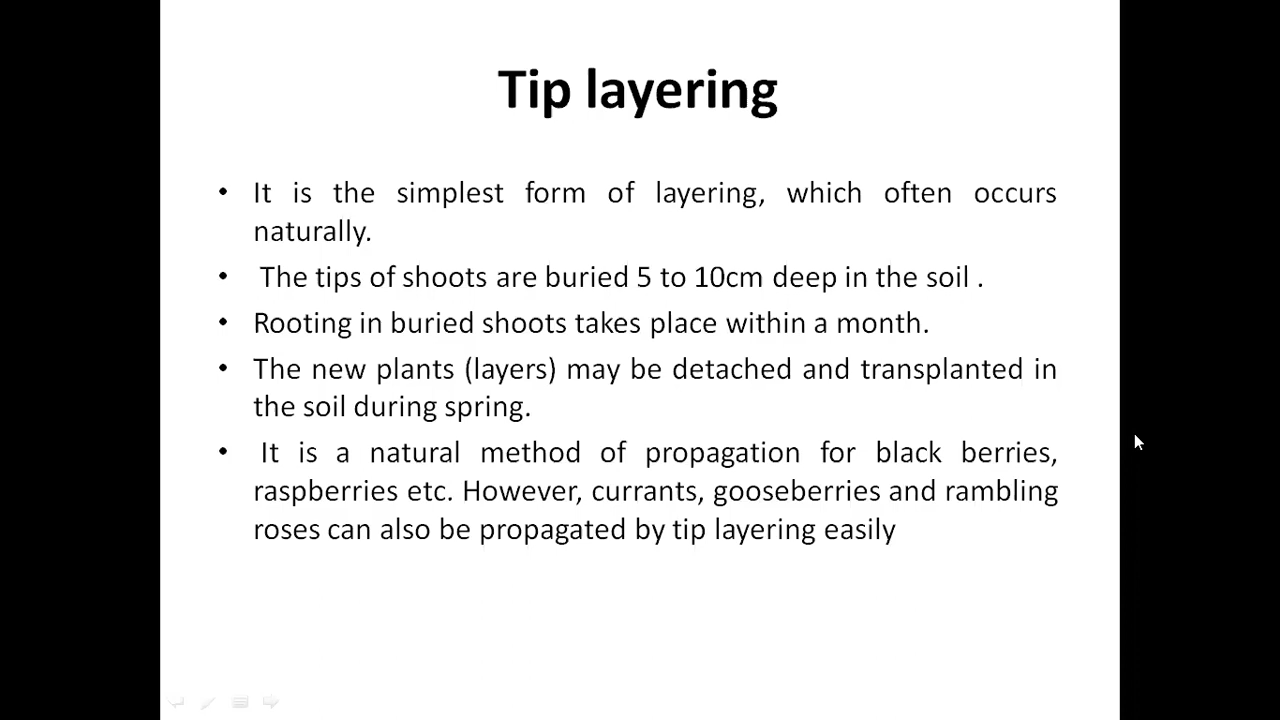 Tip layering
• It is the simplest form of layering, which often occurs
naturally.
• The tips of shoots are buried 5 to 10cm deep in the soil .
• Rooting in buried shoots takes place within a month.
• The new plants (layers) may be detached and transplanted in
the soil during spring.
• It is a natural method of propagation for black berries,
raspberries etc. However, currants, gooseberries and rambling
roses can also be propagated by tip layering easily